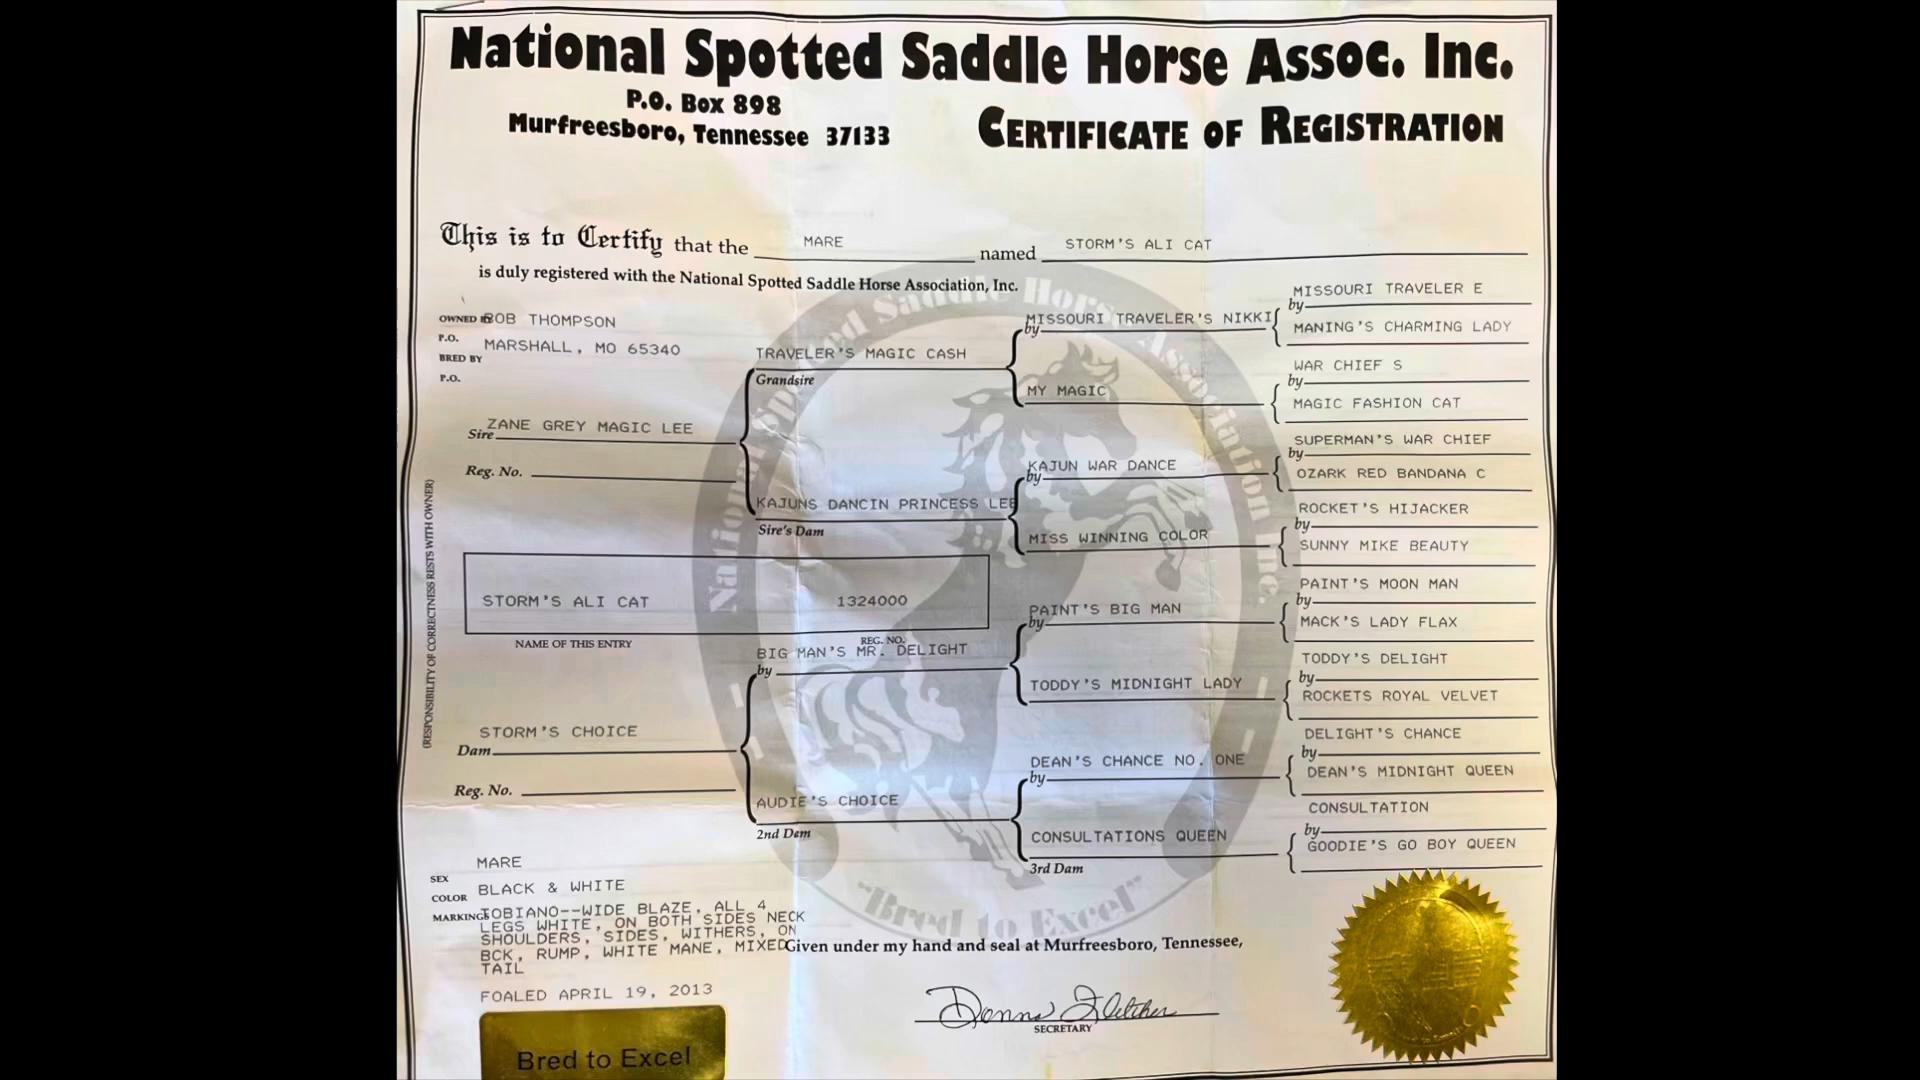 National Spotted Saddle Horse Assoc. Inc.
P.O. Box 898
Murfreesboro, Tennessee 37133
CERTIFICATE OF REGISTRATION
This is to Certify that the MARE named STORM'S ALI CAT
is duly registered with the National Spotted Saddle Horse Association, Inc.
OWNED BY BOB THOMPSON
P.O. MARSHALL, MO 65340
BRED BY
P.O.
ZANE GREY MAGIC LEE
Sire
Reg. No.
TRAVELER'S MAGIC CASH
Grandsire
KAJUNS DANCIN PRINCESS LEE
Sire's Dam
MISSOURI TRAVELER'S NIKKI
by
MY MAGIC
KAJUN WAR DANCE
by
MISS WINNING COLOR
MISSOURI TRAVELER E
by
MANING'S CHARMING LADY
WAR CHIEF S
by
MAGIC FASHION CAT
SUPERMAN'S WAR CHIEF
by
OZARK RED BANDANA C
ROCKET'S HIJACKER
by
SUNNY MIKE BEAUTY
(RESPONSIBILITY OF CORRECTNESS RESTS WITH OWNER)
STORM'S ALI CAT 1324000
NAME OF THIS ENTRY REG. NO.
STORM'S CHOICE
Dam
Reg. No.
BIG MAN'S MR. DELIGHT
by
AUDIE'S CHOICE
2nd Dam
PAINT'S BIG MAN
by
TODDY'S MIDNIGHT LADY
DEAN'S CHANCE NO. ONE
by
CONSULTATIONS QUEEN
3rd Dam
PAINT'S MOON MAN
by
MACK'S LADY FLAX
TODDY'S DELIGHT
by
ROCKETS ROYAL VELVET
DELIGHT'S CHANCE
by
DEAN'S MIDNIGHT QUEEN
CONSULTATION
by
GOODIE'S GO BOY QUEEN
National Spotted Saddle Horse Association Inc.
"Bred to Excel"
SEX MARE
COLOR BLACK & WHITE
MARKINGS TOBIANO--WIDE BLAZE, ALL 4
LEGS WHITE, ON BOTH SIDES NECK
SHOULDERS, SIDES, WITHERS, ON
BCK, RUMP, WHITE MANE, MIXED
TAIL
FOALED APRIL 19, 2013
Given under my hand and seal at Murfreesboro, Tennessee,
Donna Fletcher
SECRETARY
Bred to Excel